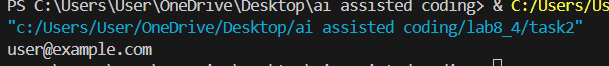 PS C:\Users\User\OneDrive\Desktop\ai assisted coding> & C:/Users/Us
"c:/Users/User/OneDrive/Desktop/ai assisted coding/lab8_4/task2"
user@example.com